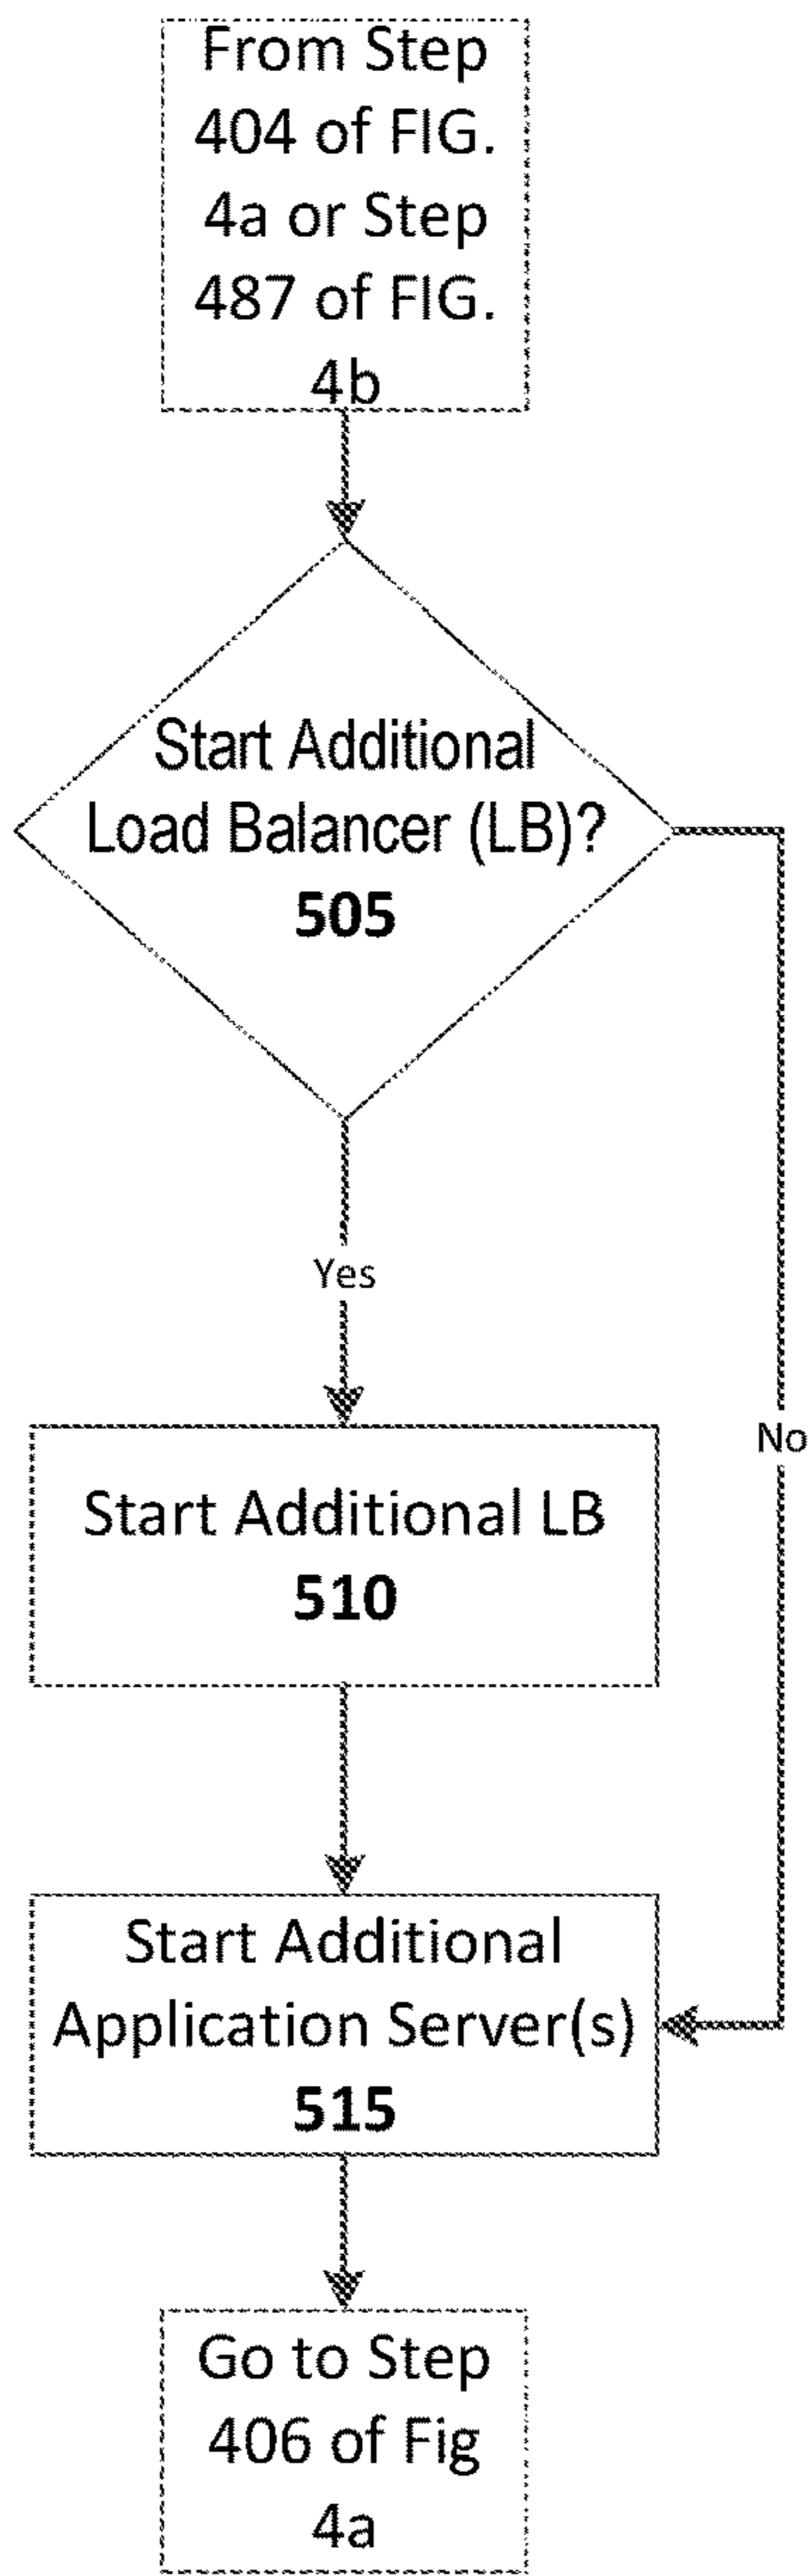 From Step
404 of FIG.
4a or Step
487 of FIG.
4b
Start Additional
Load Balancer (LB)?
505
Yes
No
Start Additional LB
510
Start Additional
Application Server(s)
515
Go to Step
406 of Fig
4a